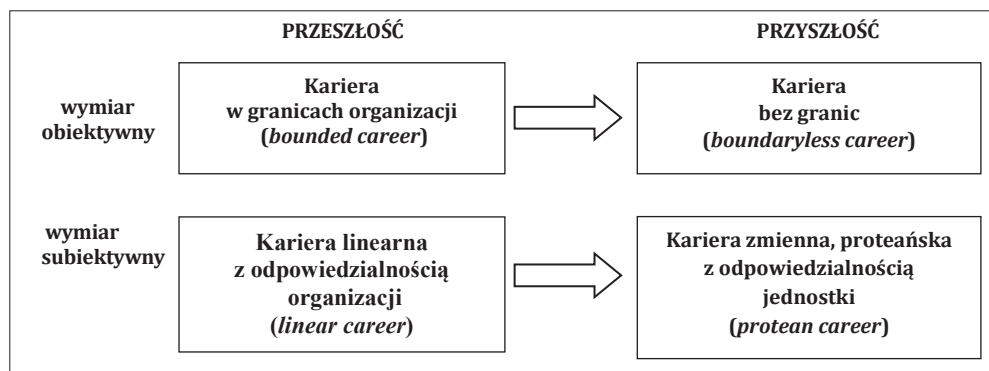 PRZESZŁOŚĆ
PRZYSZŁOŚĆ
wymiar
obiektywny
Kariera
w granicach organizacji
(bounded career)
Kariera
bez granic
(boundaryless career)
wymiar
subiektywny
Kariera linearna
z odpowiedzialnością
organizacji
(linear career)
Kariera zmienna, proteańska
z odpowiedzialnością
jednostki
(protean career)